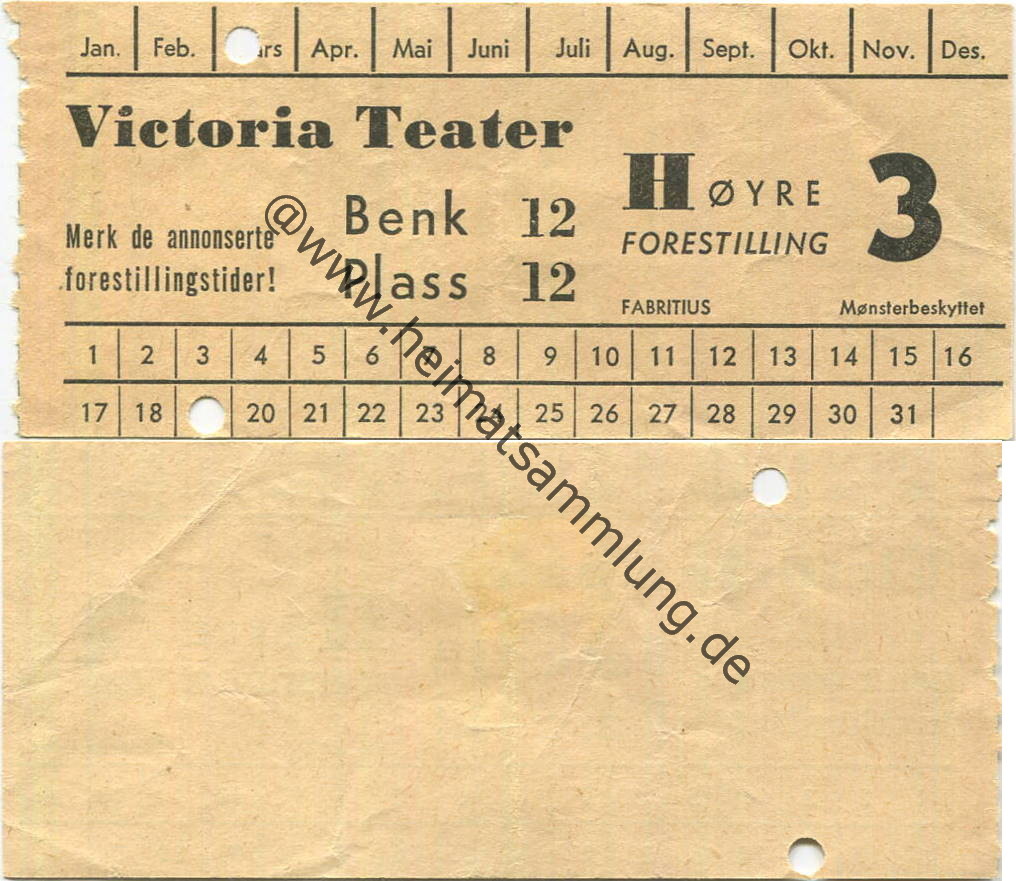 Jan. Feb. Mars Apr. Mai Juni Juli Aug. Sept. Okt. Nov. Des.
Victoria Teater
Merk de annonserte
forestillingstider!
Benk 12
Plass 12
HØYRE
FORESTILLING
3
FABRITIUS
Mønsterbeskyttet
1 2 3 4 5 6 7 8 9 10 11 12 13 14 15 16
17 18 20 21 22 23 24 25 26 27 28 29 30 31
@www.heimatsammlung.de